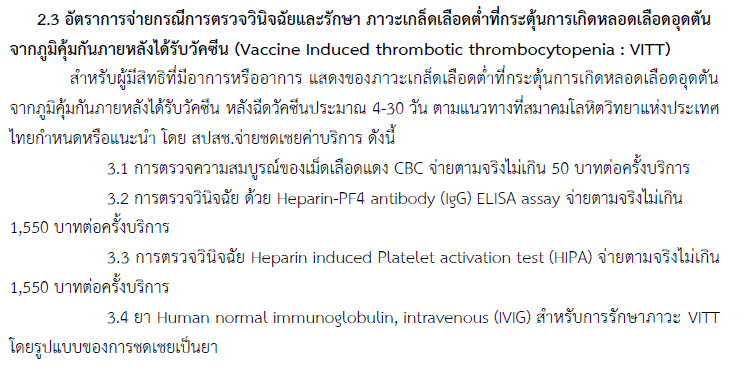 2.3 อัตราการจ่ายกรณีการตรวจวินิจฉัยและรักษา ภาวะเกล็ดเลือดต่ำที่กระตุ้นการเกิดหลอดเลือดอุดตัน
จากภูมิคุ้มกันภายหลังได้รับวัคซีน (Vaccine Induced thrombotic thrombocytopenia : VITT)
สำหรับผู้มีสิทธิที่มีอาการหรืออาการ แสดงของภาวะเกล็ดเลือดต่ำที่กระตุ้นการเกิดหลอดเลือดอุดตัน
จากภูมิคุ้มกันภายหลังได้รับวัคซีน หลังฉีดวัคซีนประมาณ 4-30 วัน ตามแนวทางที่สมาคมโลหิตวิทยาแห่งประเทศ
ไทยกำหนดหรือแนะนำ โดย สปสช.จ่ายชดเชยค่าบริการ ดังนี้
3.1 การตรวจความสมบูรณ์ของเม็ดเลือดแดง CBC จ่ายตามจริงไม่เกิน 50 บาทต่อครั้งบริการ
3.2 การตรวจวินิจฉัย ด้วย Heparin-PF4 antibody (IgG) ELISA assay จ่ายตามจริงไม่เกิน
1,550 บาทต่อครั้งบริการ
3.3 การตรวจวินิจฉัย Heparin induced Platelet activation test (HIPA) จ่ายตามจริงไม่เกิน
1,550 บาทต่อครั้งบริการ
3.4 ยา Human normal immunoglobulin, intravenous (IVIG) สำหรับการรักษาภาวะ VITT
โดยรูปแบบของการชดเชยเป็นยา